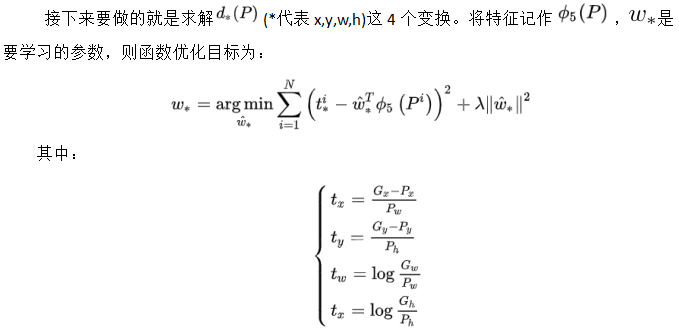 接下来要做的就是求解 $d_*(P)$ (*代表 x,y,w,h)这 4 个变换。将特征记作 $\phi_5(P)$ ，$w_*$是
要学习的参数，则函数优化目标为：
$w_* = \underset{\hat{w}_*}{\operatorname{arg\,min}} \sum_{i=1}^{N} \left( t_*^i - \hat{w}_*^T \phi_5 \left( P^i \right) \right)^2 + \lambda \| \hat{w}_* \|^2$
其中：
$t_x = \frac{G_x - P_x}{P_w}$
$t_y = \frac{G_y - P_y}{P_h}$
$t_w = \log \frac{G_w}{P_w}$
$t_x = \log \frac{G_h}{P_h}$